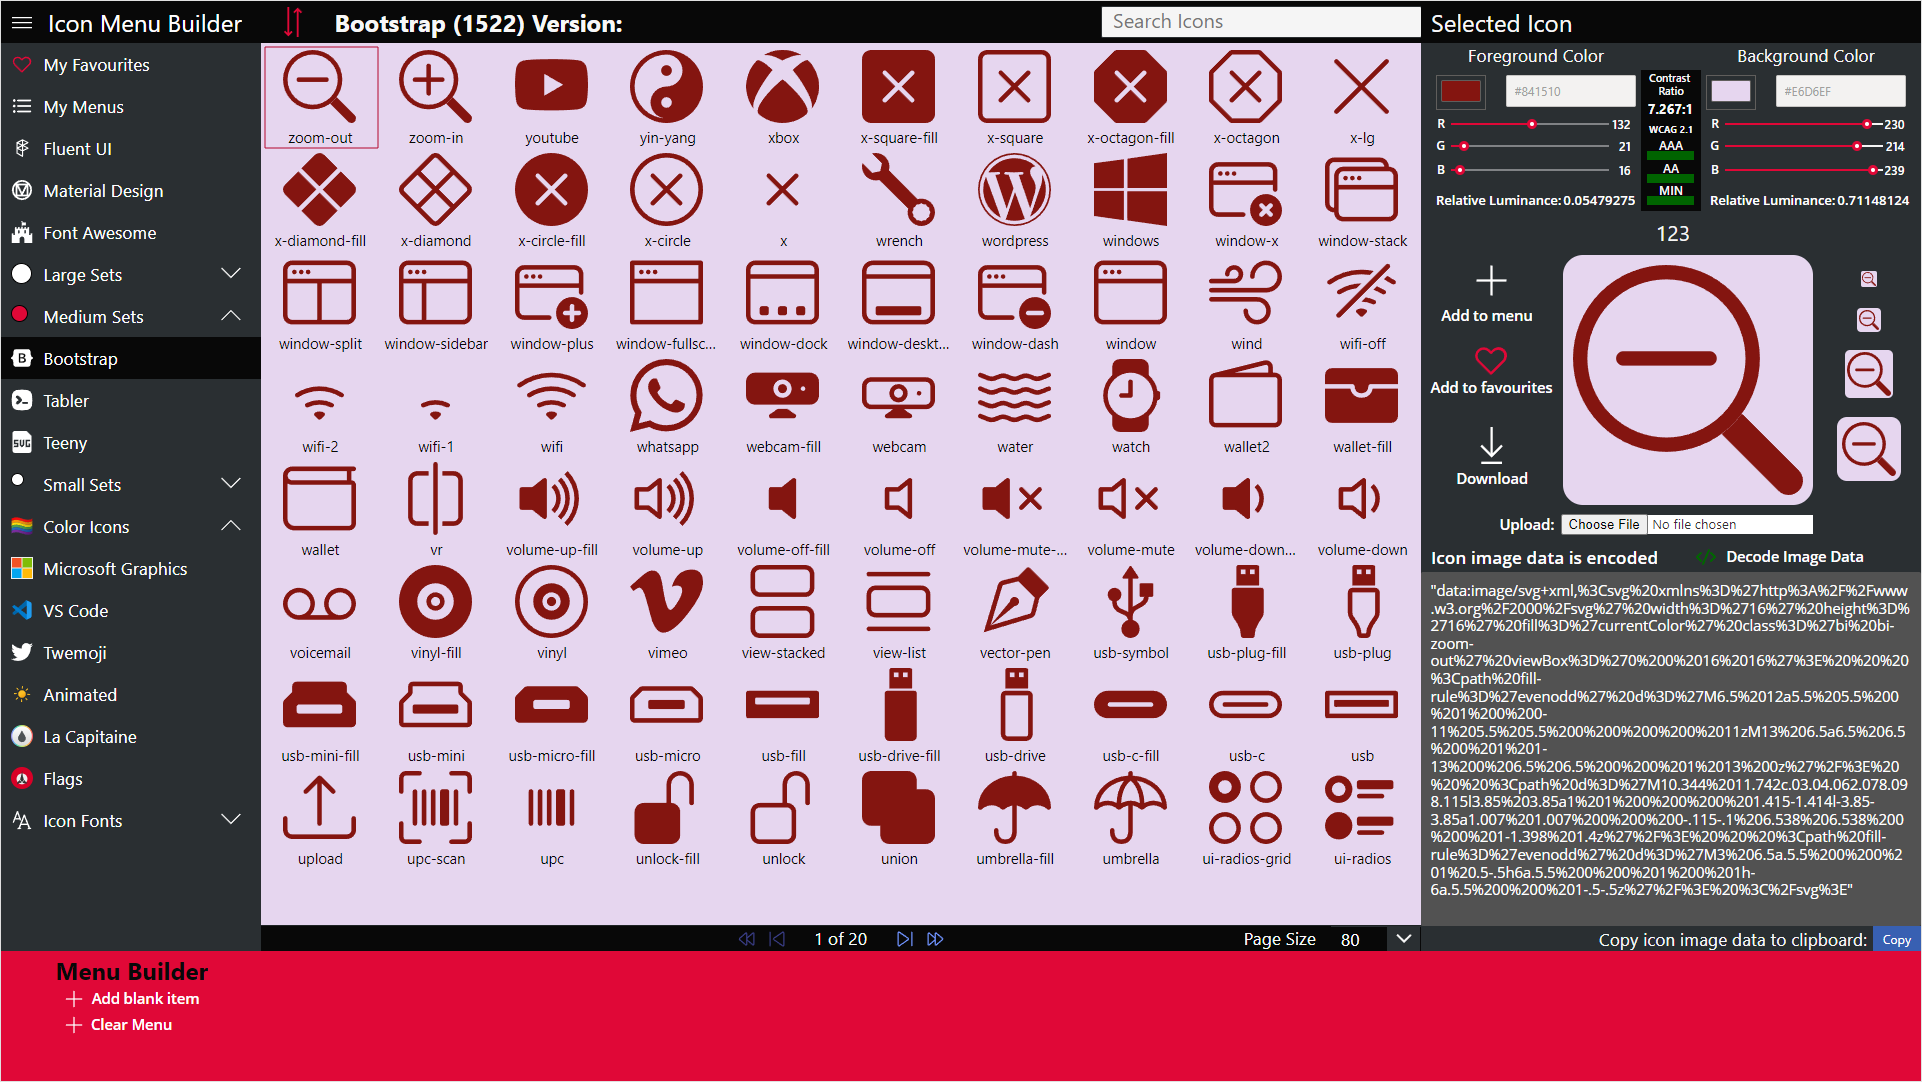 Icon Menu Builder
Bootstrap (1522) Version:
Search Icons
Selected Icon
My Favourites
My Menus
Fluent UI
Material Design
Font Awesome
Large Sets
Medium Sets
Bootstrap
Tabler
Teeny
Small Sets
Color Icons
Microsoft Graphics
VS Code
Twemoji
Animated
La Capitaine
Flags
Icon Fonts
zoom-out zoom-in youtube yin-yang xbox x-square-fill x-square x-octagon-fill x-octagon x-lg
x-diamond-fill x-diamond x-circle-fill x-circle x wrench wordpress windows window-x window-stack
window-split window-sidebar window-plus window-fullsc... window-dock window-deskt... window-dash window wind wifi-off
wifi-2 wifi-1 wifi whatsapp webcam-fill webcam water watch wallet2 wallet-fill
wallet vr volume-up-fill volume-up volume-off-fill volume-off volume-mute-... volume-mute volume-down... volume-down
voicemail vinyl-fill vinyl vimeo view-stacked view-list vector-pen usb-symbol usb-plug-fill usb-plug
usb-mini-fill usb-mini usb-micro-fill usb-micro usb-fill usb-drive-fill usb-drive usb-c-fill usb-c usb
upload upc-scan upc unlock-fill unlock union umbrella-fill umbrella ui-radios-grid ui-radios
1 of 20
Page Size 80
Foreground Color
#841510
R 132
G 21
B 16
Relative Luminance: 0.05479275
Contrast
Ratio
7.267:1
WCAG 2.1
AAA
AA
MIN
Background Color
#E6D6EF
R 230
G 214
B 239
Relative Luminance: 0.71148124
123
Add to menu
Add to favourites
Download
Upload: Choose File No file chosen
Icon image data is encoded
Decode Image Data
"data:image/svg+xml,%3Csvg%20xmlns%3D%27http%3A%2F%2Fwww
.w3.org%2F2000%2Fsvg%27%20width%3D%2716%27%20height%3D%
2716%27%20fill%3D%27currentColor%27%20class%3D%27bi%20bi-
zoom-
out%27%20viewBox%3D%270%200%2016%2016%27%3E%20%20%20
%3Cpath%20fill-
rule%3D%27evenodd%27%20d%3D%27M6.5%2012a5.5%205.5%200
%201%200%200-
11%205.5%205.5%200%200%200%200%2011zM13%206.5a6.5%206.5
%200%201%201-
13%200%206.5%206.5%200%200%201%2013%200z%27%2F%3E%20
%20%20%3Cpath%20d%3D%27M10.344%2011.742c.03.04.062.078.09
8.115l3.85%203.85a1%201%200%200%200%201.415-1.414l-3.85-
3.85a1.007%201.007%200%200%200-.115-.1%206.538%206.538%200
%200%201-1.398%201.4z%27%2F%3E%20%20%20%3Cpath%20fill-
rule%3D%27evenodd%27%20d%3D%27M3%206.5a.5.5%200%200%2
01%20.5-.5h6a.5.5%200%200%201%200%201h-
6a.5.5%200%200%201-.5-.5z%27%2F%3E%20%3C%2Fsvg%3E"
Copy icon image data to clipboard: Copy
Menu Builder
Add blank item
Clear Menu